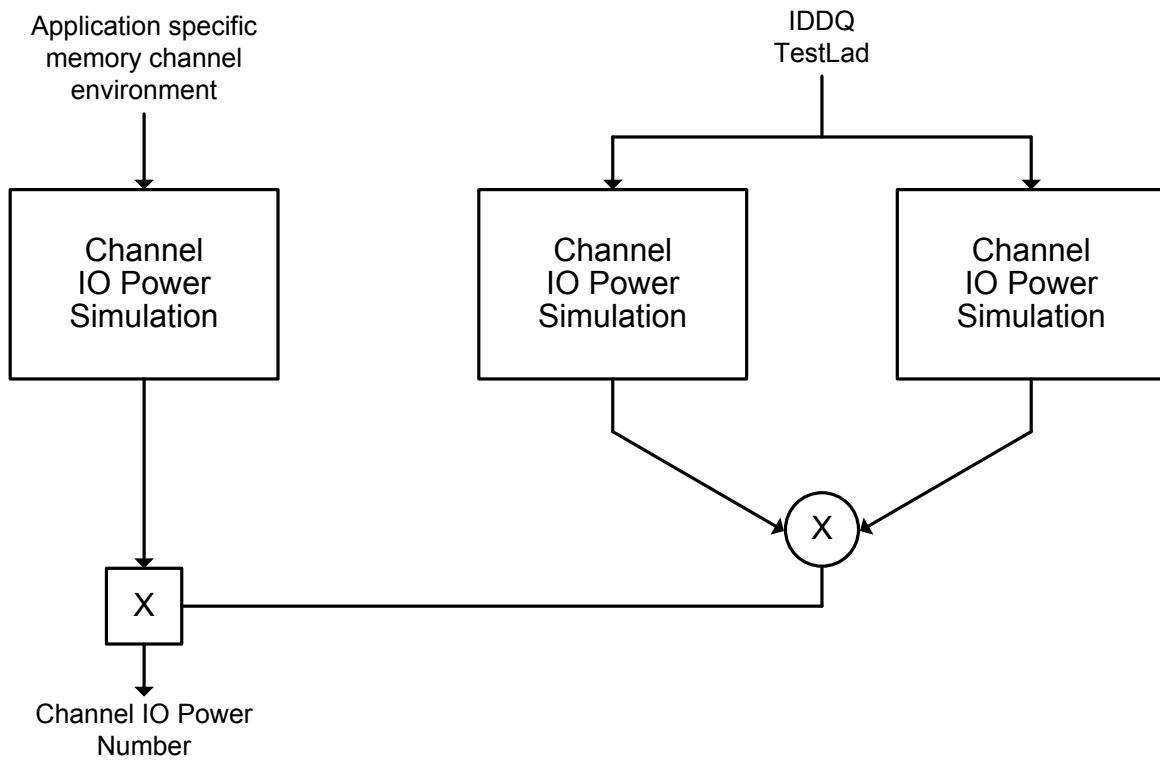 Application specific
memory channel
environment
IDDQ
TestLad
Channel
IO Power
Simulation
Channel
IO Power
Simulation
Channel
IO Power
Simulation
X
X
Channel IO Power
Number